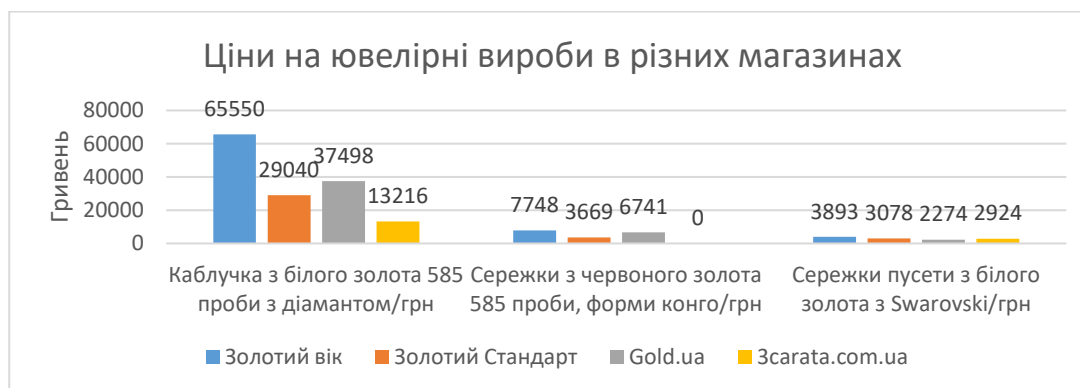 Ціни на ювелірні вироби в різних магазинах
Гривень
80000
60000
40000
20000
0
65550
29040
37498
13216
7748
3669
6741
0
3893
3078
2274
2924
Каблучка з білого золота 585
проби з діамантом/грн
Сережки з червоного золота
585 проби, форми конго/грн
Сережки пусети з білого
золота з Swarovski/грн
Золотий вік
Золотий Стандарт
Gold.ua
3carata.com.ua